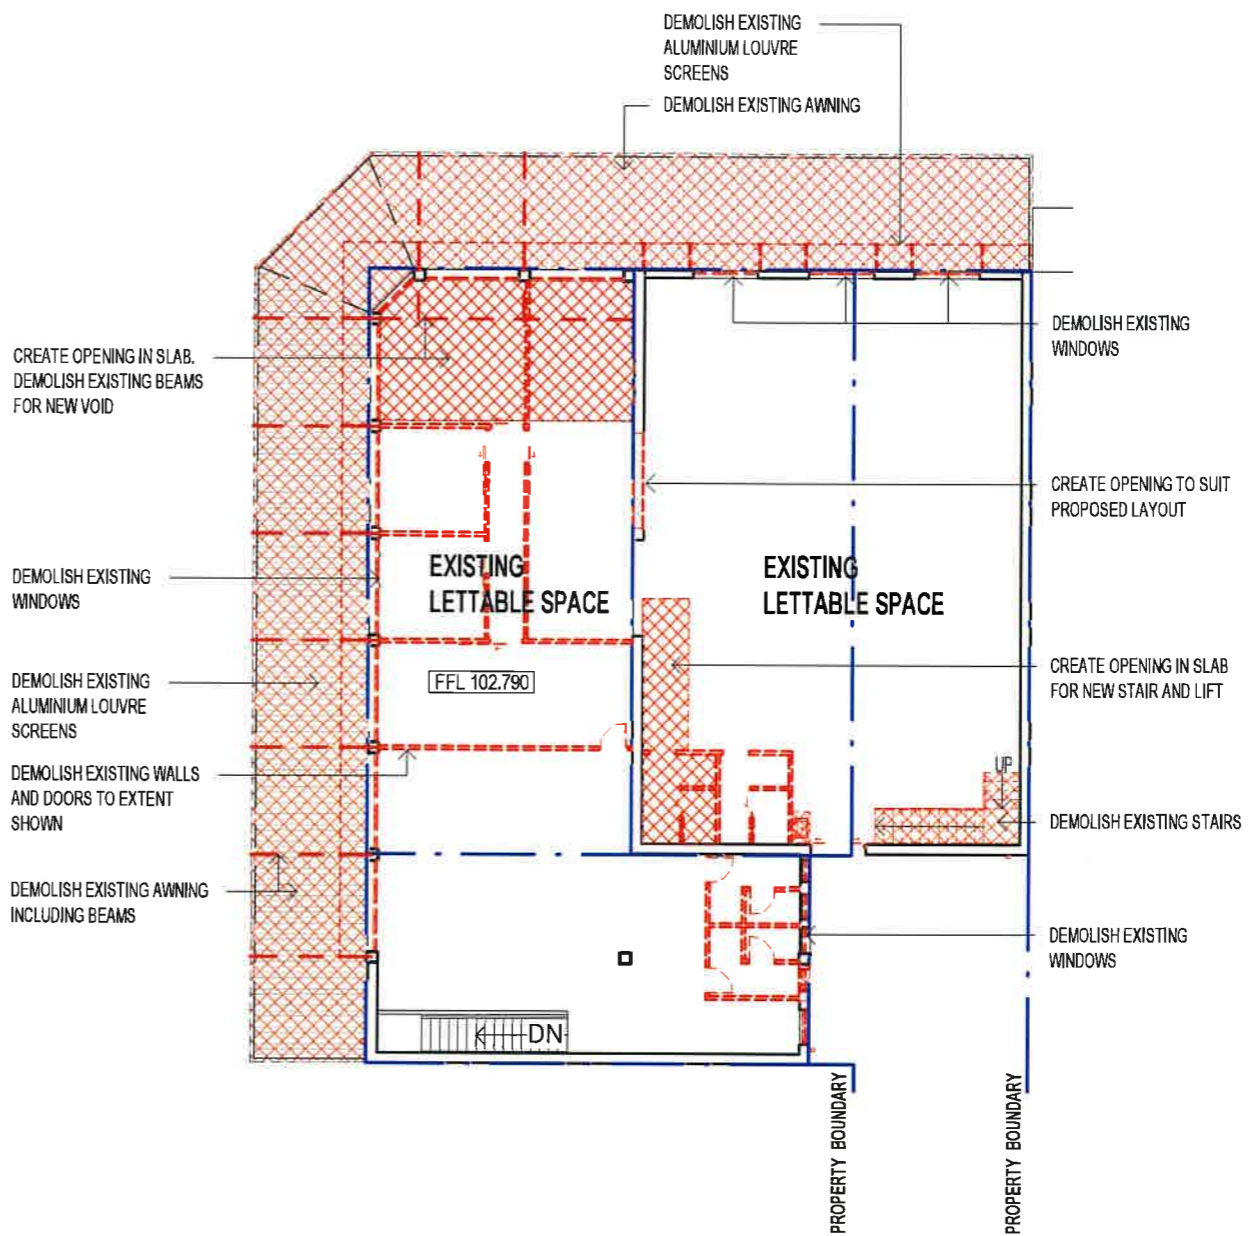 DEMOLISH EXISTING
ALUMINIUM LOUVRE
SCREENS
DEMOLISH EXISTING AWNING
CREATE OPENING IN SLAB.
DEMOLISH EXISTING BEAMS
FOR NEW VOID
DEMOLISH EXISTING
WINDOWS
CREATE OPENING TO SUIT
PROPOSED LAYOUT
DEMOLISH EXISTING
WINDOWS
EXISTING
LETTABLE SPACE
EXISTING
LETTABLE SPACE
FFL 102.790
DEMOLISH EXISTING
ALUMINIUM LOUVRE
SCREENS
CREATE OPENING IN SLAB
FOR NEW STAIR AND LIFT
DEMOLISH EXISTING WALLS
AND DOORS TO EXTENT
SHOWN
UP
DEMOLISH EXISTING STAIRS
DEMOLISH EXISTING AWNING
INCLUDING BEAMS
DEMOLISH EXISTING
WINDOWS
DN
PROPERTY BOUNDARY
PROPERTY BOUNDARY